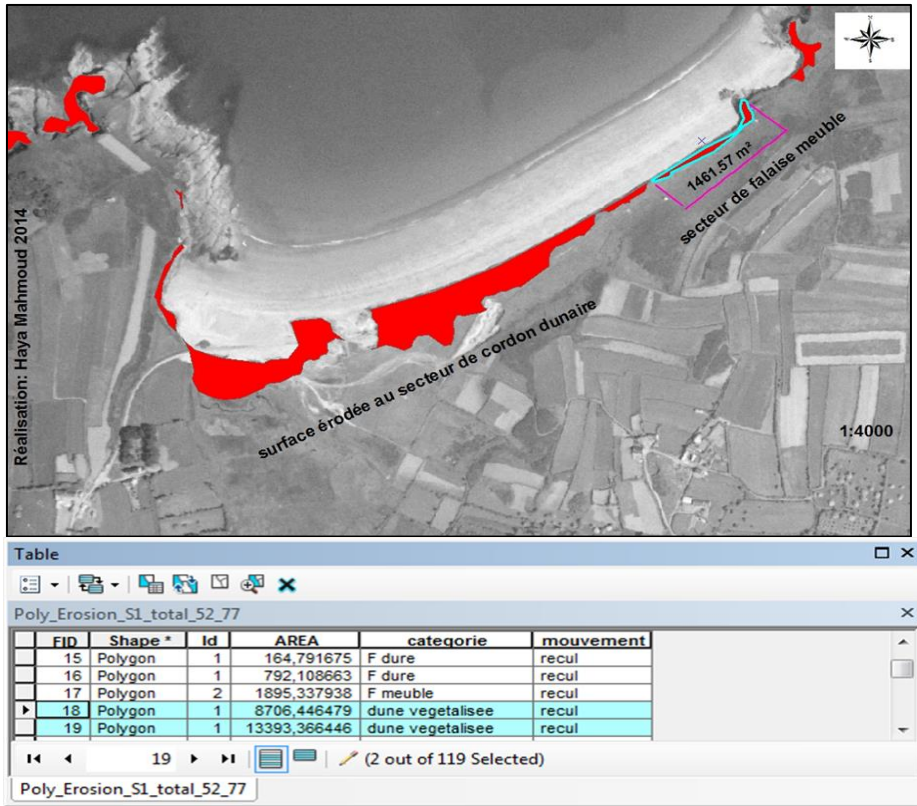 1461.57 m²
secteur de falaise meuble
Réalisation: Haya Mahmoud 2014
surface érodée au secteur de cordon dunaire
1:4000
Table
Poly_Erosion_S1_total_52_77
FID Shape * Id AREA categorie mouvement
15 Polygon 1 164,791675 F dure recul
16 Polygon 1 792,108663 F dure recul
17 Polygon 2 1895,337938 F meuble recul
18 Polygon 1 8706,446479 dune vegetalisee recul
19 Polygon 1 13393,366446 dune vegetalisee recul
19 (2 out of 119 Selected)
Poly_Erosion_S1_total_52_77